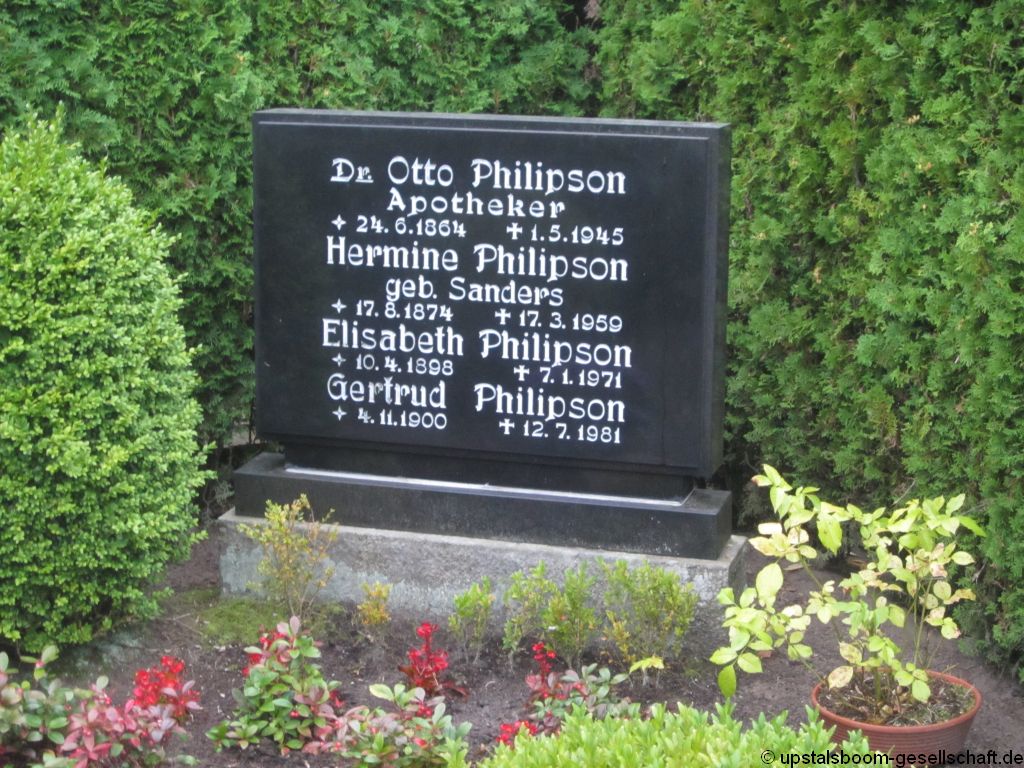 Dr. Otto Philipson
Apotheker
✧ 24.6.1864 ✝ 1.5.1945
Hermine Philipson
geb. Sanders
✧ 17.8.1874 ✝ 17.3.1959
Elisabeth Philipson
✧ 10.4.1898 ✝ 7.1.1971
Gertrud Philipson
✧ 4.11.1900 ✝ 12.7.1981
© upstalsboom-gesellschaft.de